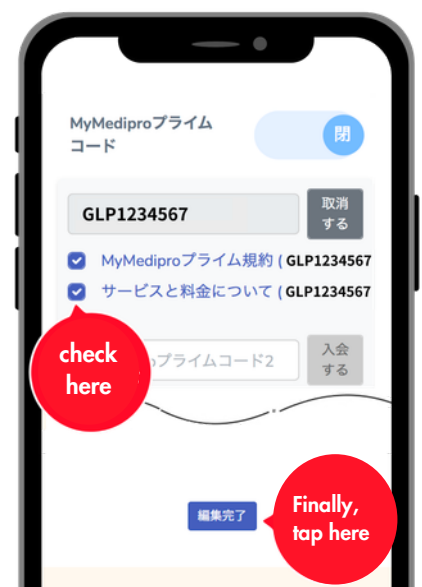 MyMediproプライム
コード
閉
GLP1234567
取消
する
MyMediproプライム規約 ( GLP1234567
サービスと料金について ( GLP1234567
check
here
プライムコード2
入会
する
編集完了
Finally,
tap here